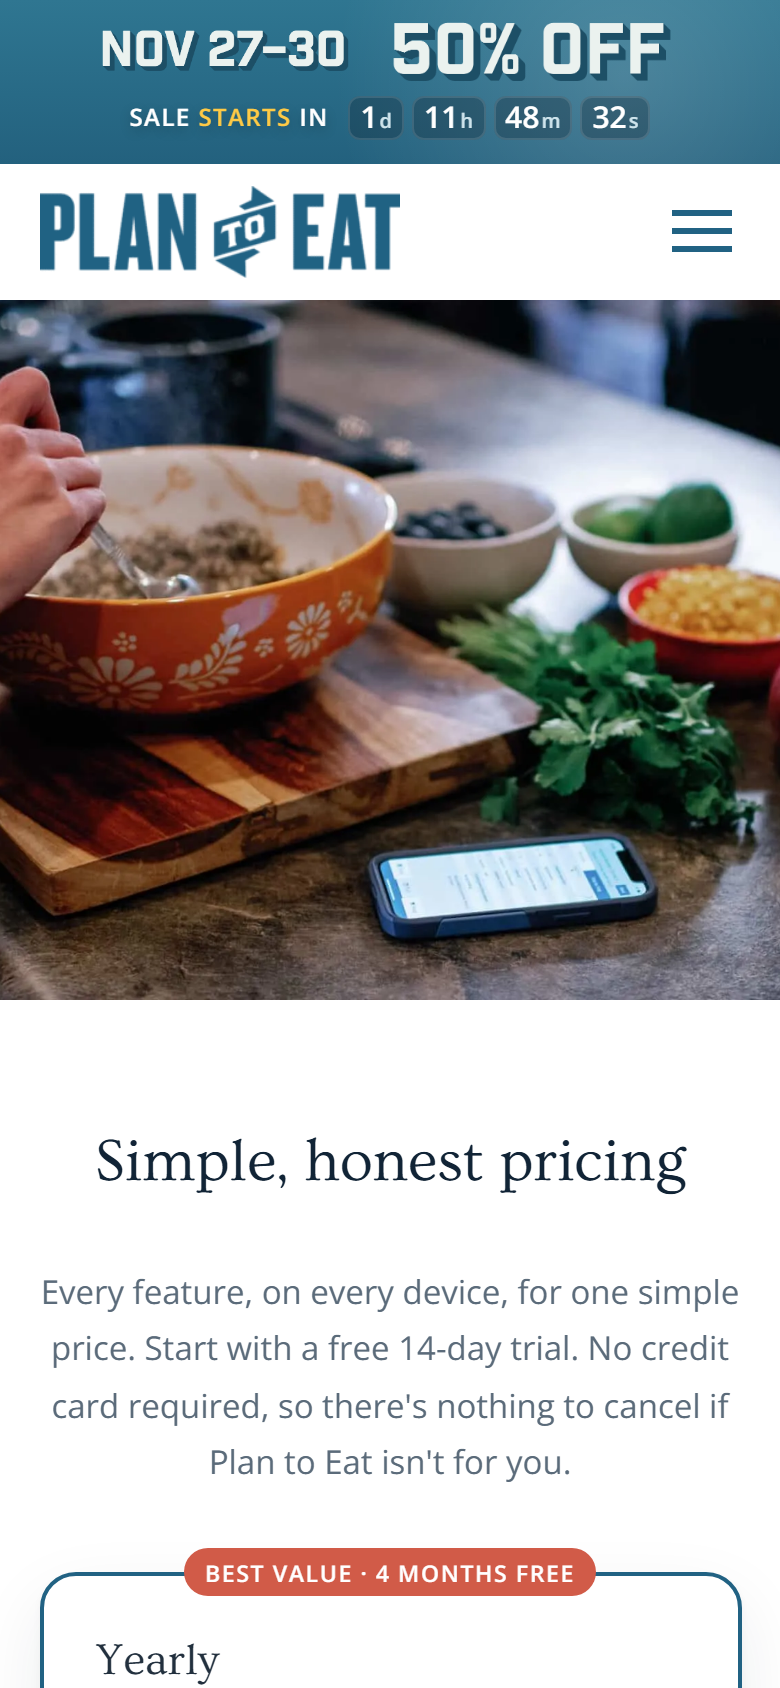 NOV 27–30 50% OFF
SALE STARTS IN 1d 11h 48m 32s
PLAN TO EAT
Simple, honest pricing
Every feature, on every device, for one simple
price. Start with a free 14-day trial. No credit
card required, so there's nothing to cancel if
Plan to Eat isn't for you.
BEST VALUE · 4 MONTHS FREE
Yearly